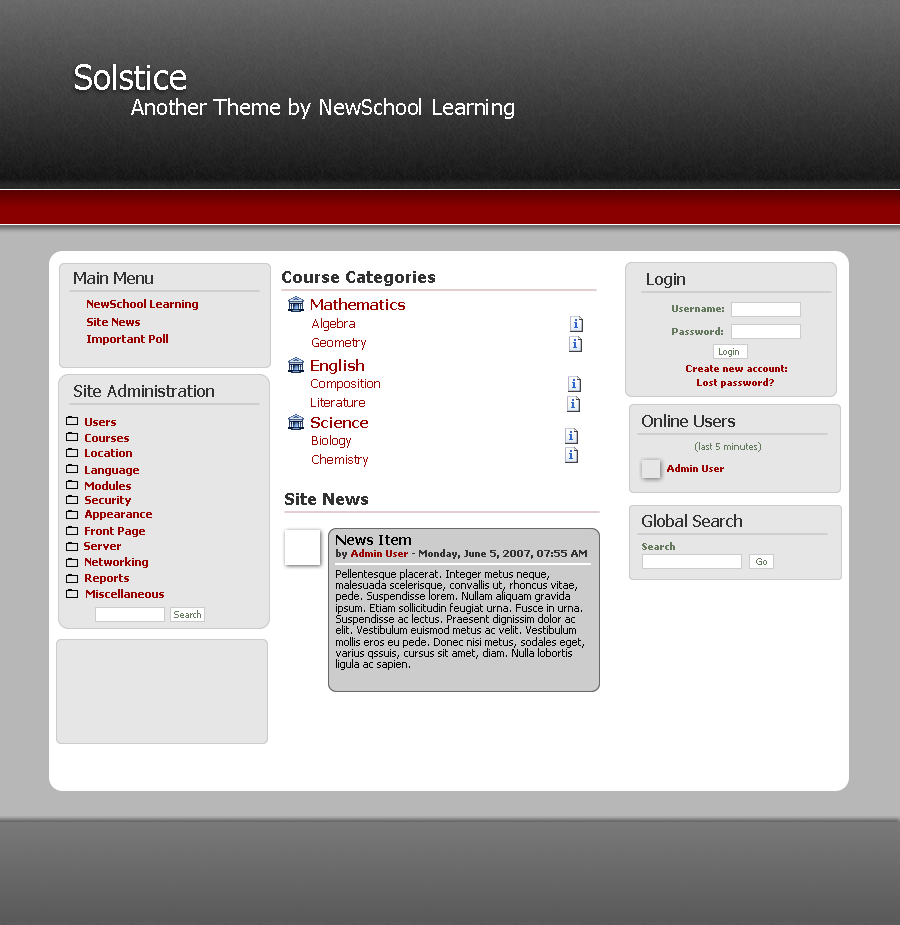 Solstice
Another Theme by NewSchool Learning
Main Menu
NewSchool Learning
Site News
Important Poll
Site Administration
Users
Courses
Location
Language
Modules
Security
Appearance
Front Page
Server
Networking
Reports
Miscellaneous
Search
Course Categories
Mathematics
Algebra
Geometry
English
Composition
Literature
Science
Biology
Chemistry
Site News
News Item
by Admin User - Monday, June 5, 2007, 07:55 AM
Pellentesque placerat. Integer metus neque,
malesuada scelerisque, convallis ut, rhoncus vitae,
pede. Suspendisse lorem. Nullam aliquam gravida
ipsum. Etiam sollicitudin feugiat urna. Fusce in urna.
Suspendisse ac lectus. Praesent dignissim dolor ac
elit. Vestibulum euismod metus ac velit. Vestibulum
mollis eros eu pede. Donec nisi metus, sodales eget,
varius qssuis, cursus sit amet, diam. Nulla lobortis
ligula ac sapien.
Login
Username:
Password:
Login
Create new account:
Lost password?
Online Users
(last 5 minutes)
Admin User
Global Search
Search
Go